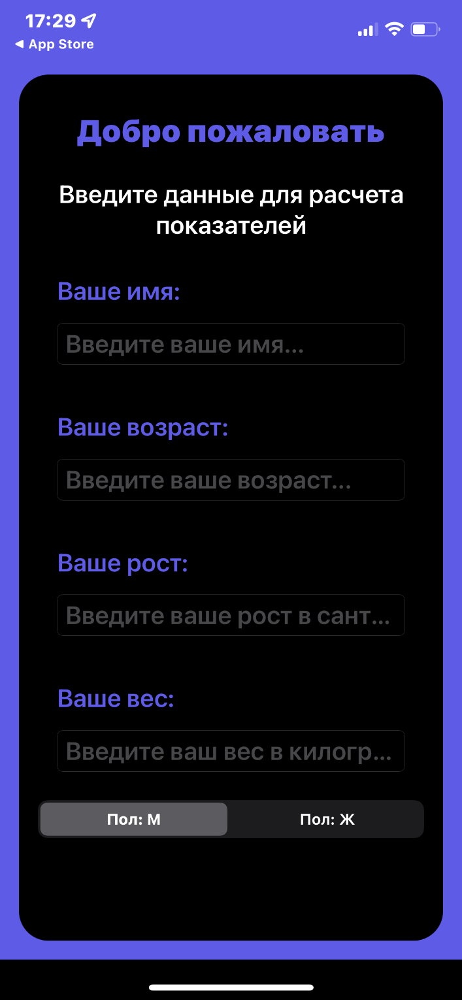 17:29
◀ App Store
Добро пожаловать
Введите данные для расчета
показателей
Ваше имя:
Введите ваше имя...
Ваше возраст:
Введите ваше возраст...
Ваше рост:
Введите ваше рост в сант...
Ваше вес:
Введите ваш вес в килогр...
Пол: М
Пол: Ж